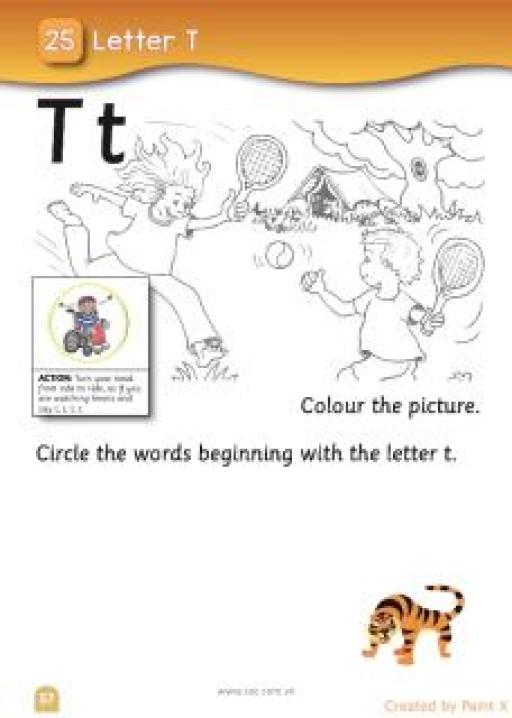 25 Letter T
T t
ACTION: Turn your head
from side to side, as if you
are watching tennis and
say t, t, t, t.
Colour the picture.
Circle the words beginning with the letter t.
57
Created by Paint X